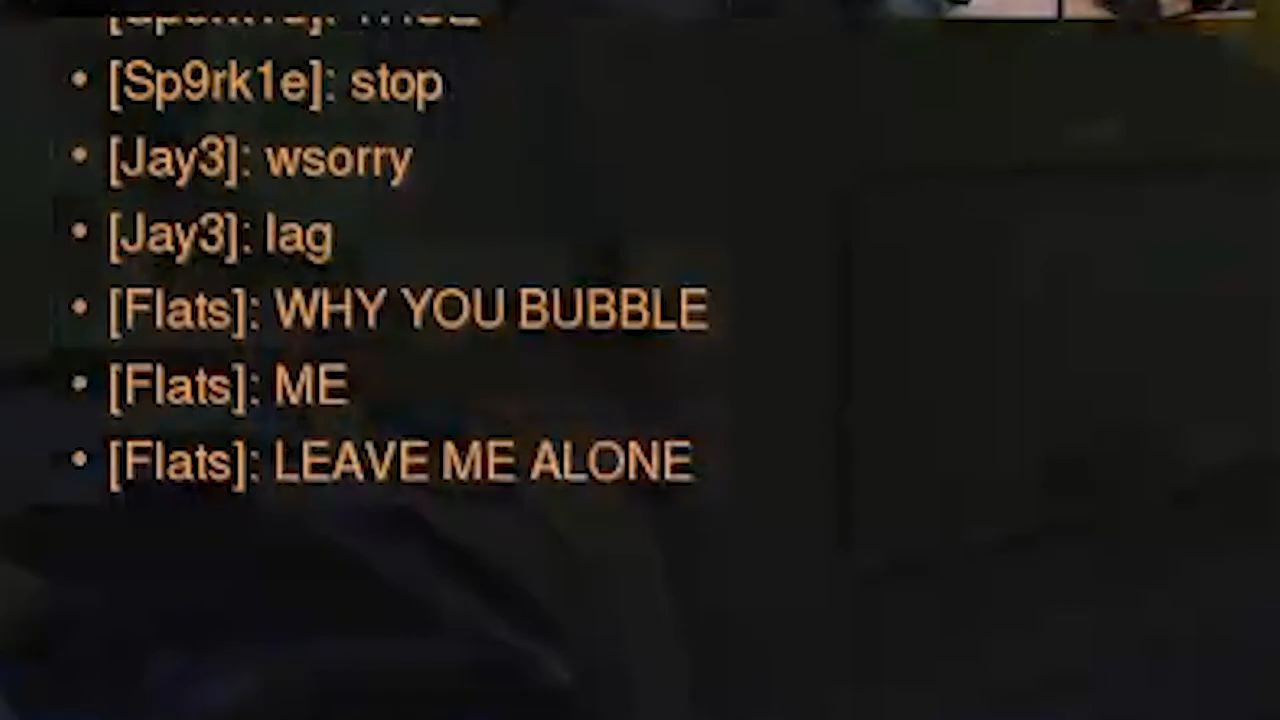 • [Sp9rk1e]: stop
• [Jay3]: wsorry
• [Jay3]: lag
• [Flats]: WHY YOU BUBBLE
• [Flats]: ME
• [Flats]: LEAVE ME ALONE